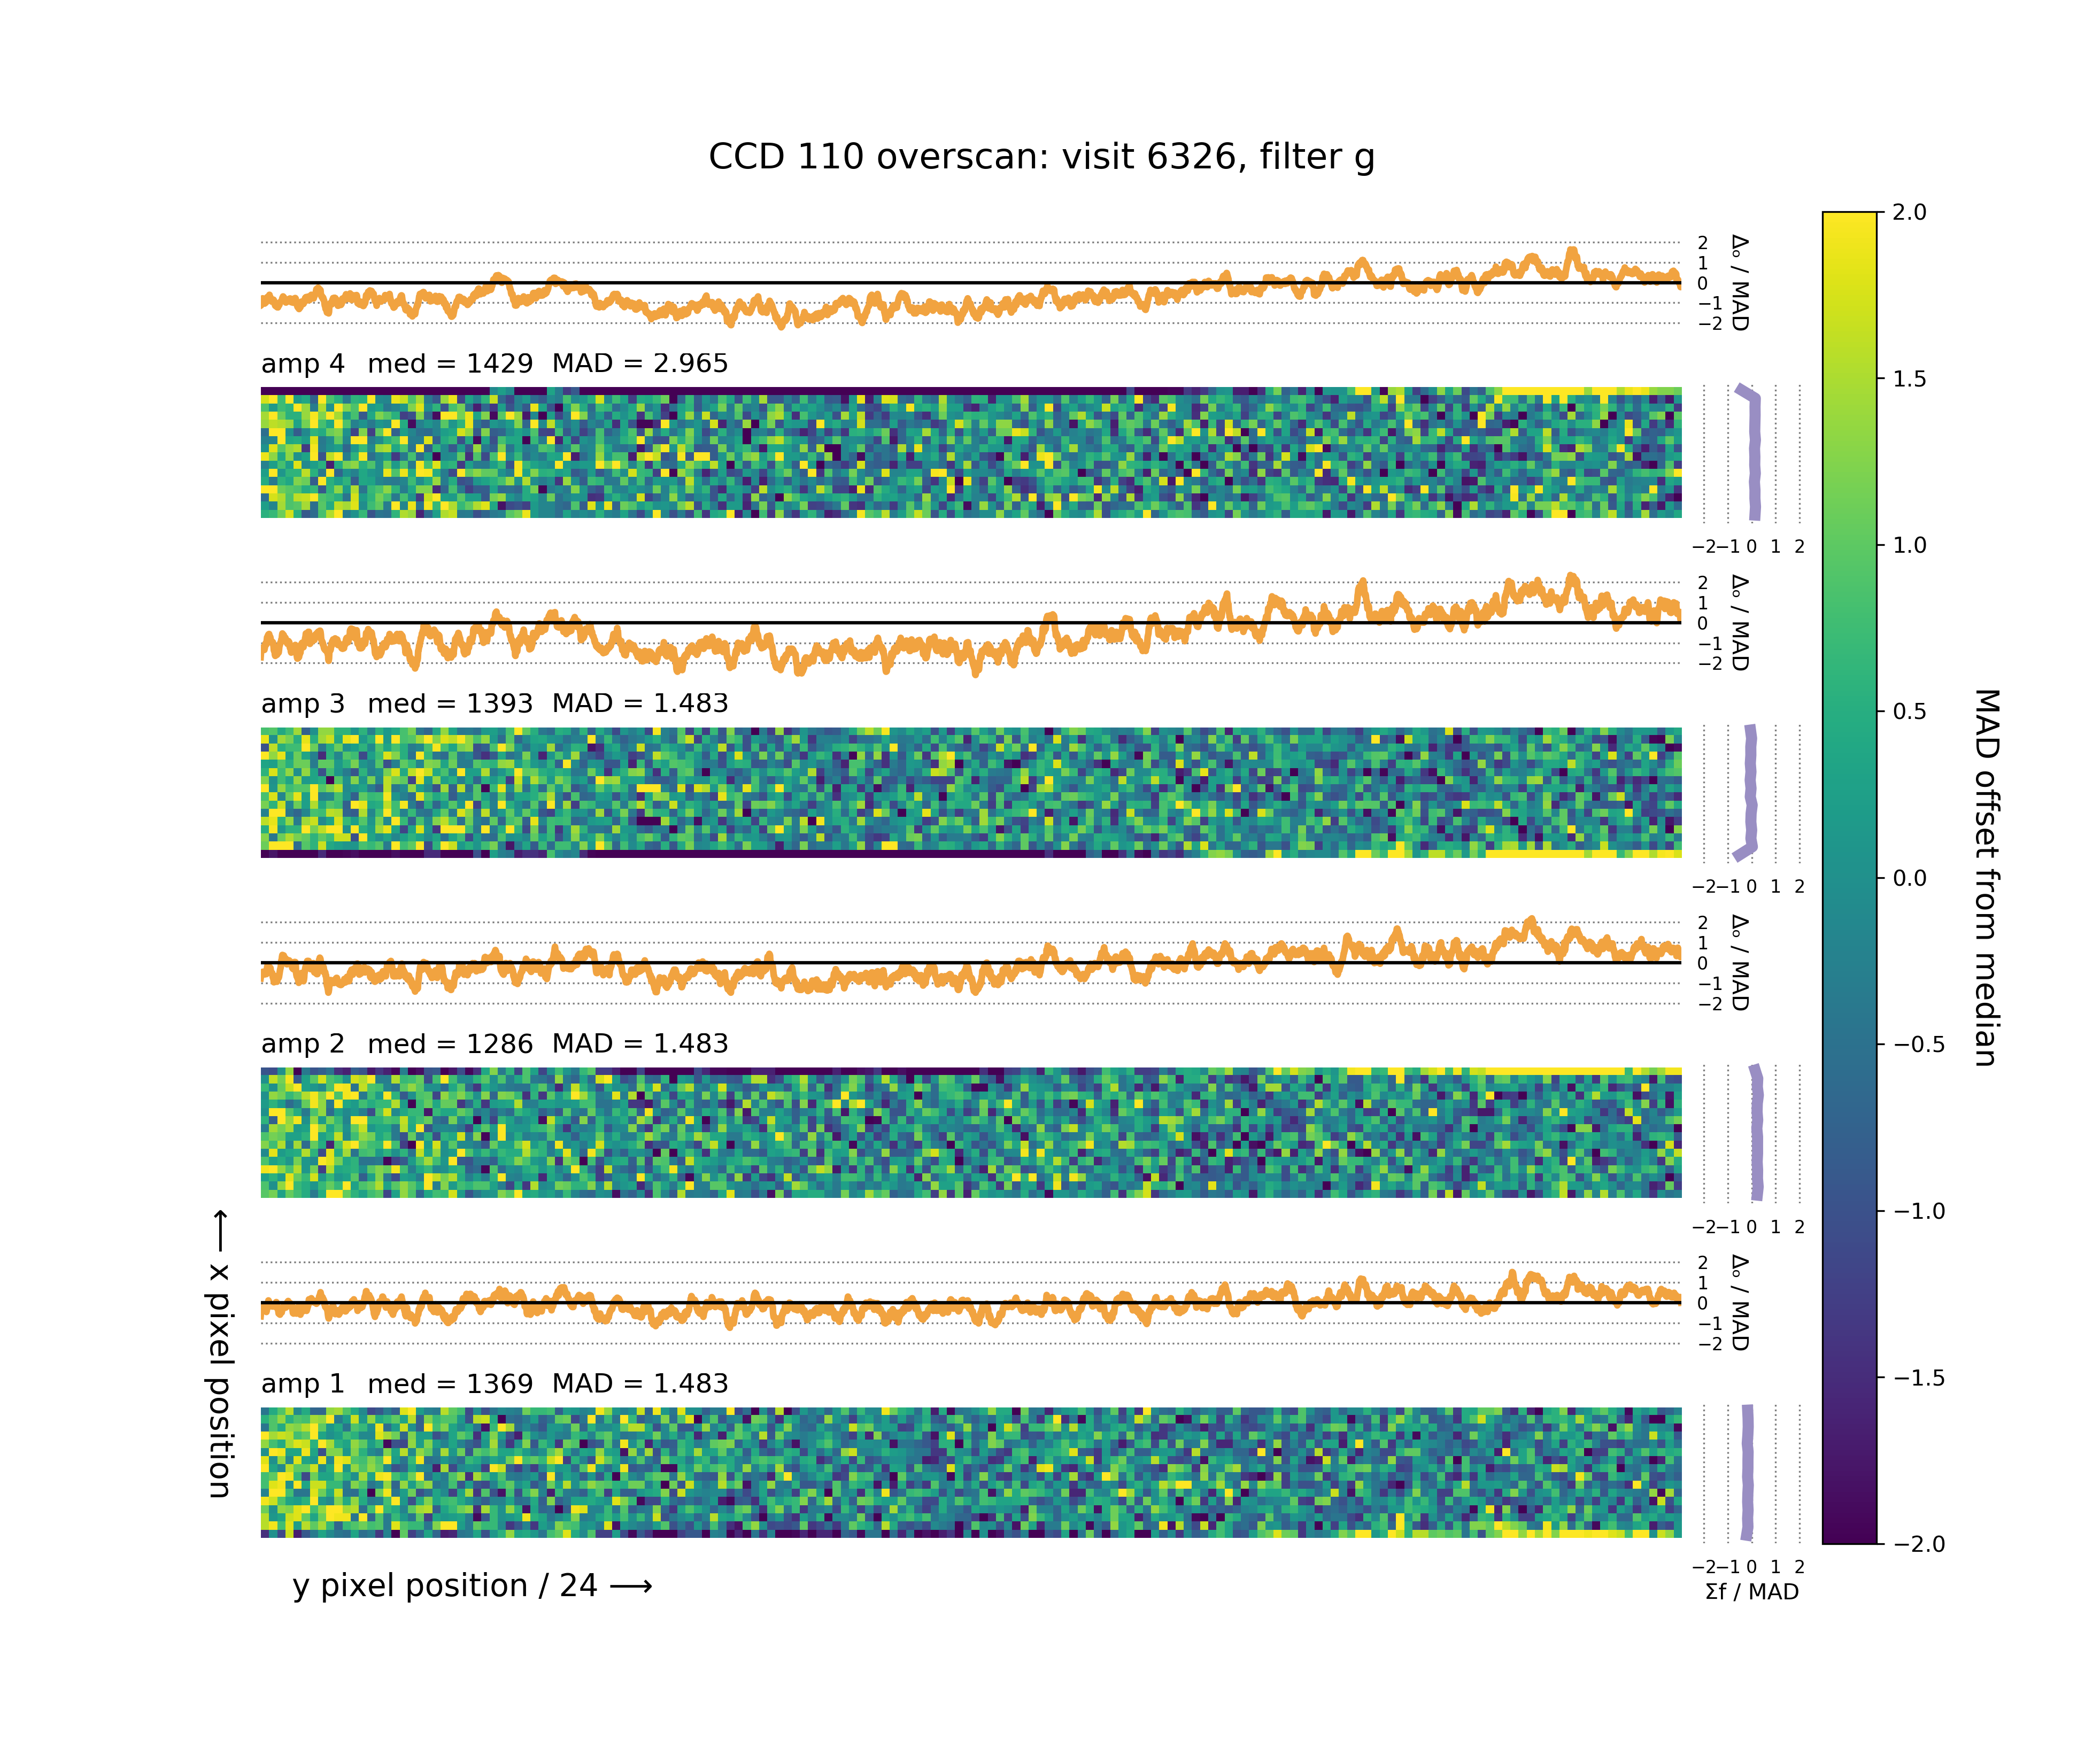 CCD 110 overscan: visit 6326, filter g
2
1
0
−1
−2
Δₒ / MAD
amp 4 med = 1429 MAD = 2.965
−2 −1 0 1 2
2
1
0
−1
−2
Δₒ / MAD
amp 3 med = 1393 MAD = 1.483
−2 −1 0 1 2
2
1
0
−1
−2
Δₒ / MAD
amp 2 med = 1286 MAD = 1.483
−2 −1 0 1 2
2
1
0
−1
−2
Δₒ / MAD
amp 1 med = 1369 MAD = 1.483
−2 −1 0 1 2
Σf / MAD
y pixel position / 24 ⟶
⟵ x pixel position
2.0
1.5
1.0
0.5
0.0
−0.5
−1.0
−1.5
−2.0
MAD offset from median